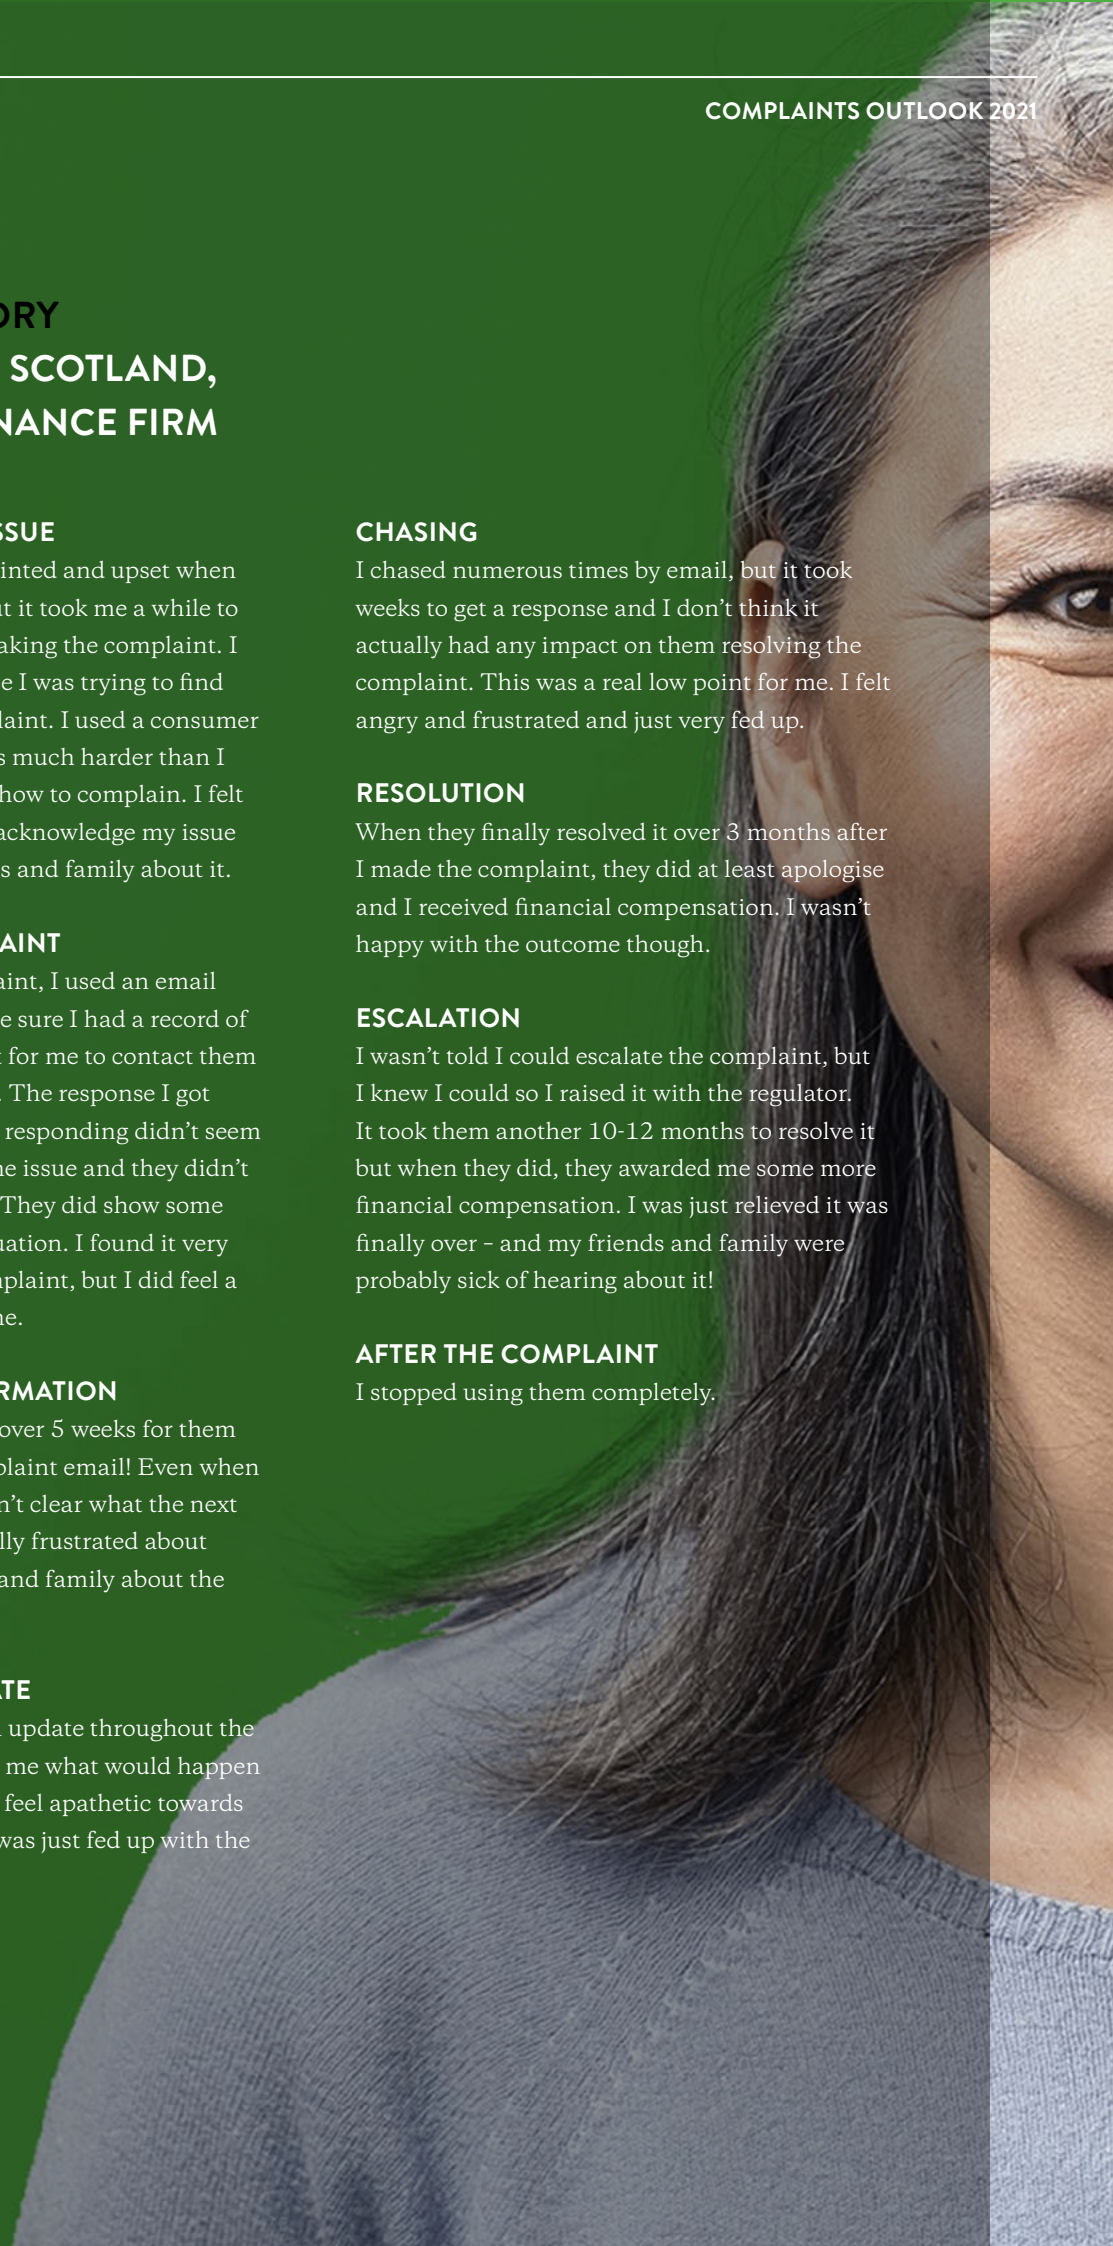 COMPLAINTS OUTLOOK 2021
ORY
SCOTLAND,
NANCE FIRM
SSUE
inted and upset when
it took me a while to
aking the complaint. I
e I was trying to find
laint. I used a consumer
s much harder than I
how to complain. I felt
acknowledge my issue
s and family about it.
AINT
aint, I used an email
e sure I had a record of
for me to contact them
. The response I got
responding didn’t seem
ne issue and they didn’t
They did show some
uation. I found it very
nplaint, but I did feel a
ne.
RMATION
over 5 weeks for them
plaint email! Even when
n’t clear what the next
lly frustrated about
and family about the
ATE
update throughout the
me what would happen
feel apathetic towards
was just fed up with the
CHASING
I chased numerous times by email, but it took
weeks to get a response and I don’t think it
actually had any impact on them resolving the
complaint. This was a real low point for me. I felt
angry and frustrated and just very fed up.
RESOLUTION
When they finally resolved it over 3 months after
I made the complaint, they did at least apologise
and I received financial compensation. I wasn’t
happy with the outcome though.
ESCALATION
I wasn’t told I could escalate the complaint, but
I knew I could so I raised it with the regulator.
It took them another 10-12 months to resolve it
but when they did, they awarded me some more
financial compensation. I was just relieved it was
finally over – and my friends and family were
probably sick of hearing about it!
AFTER THE COMPLAINT
I stopped using them completely.